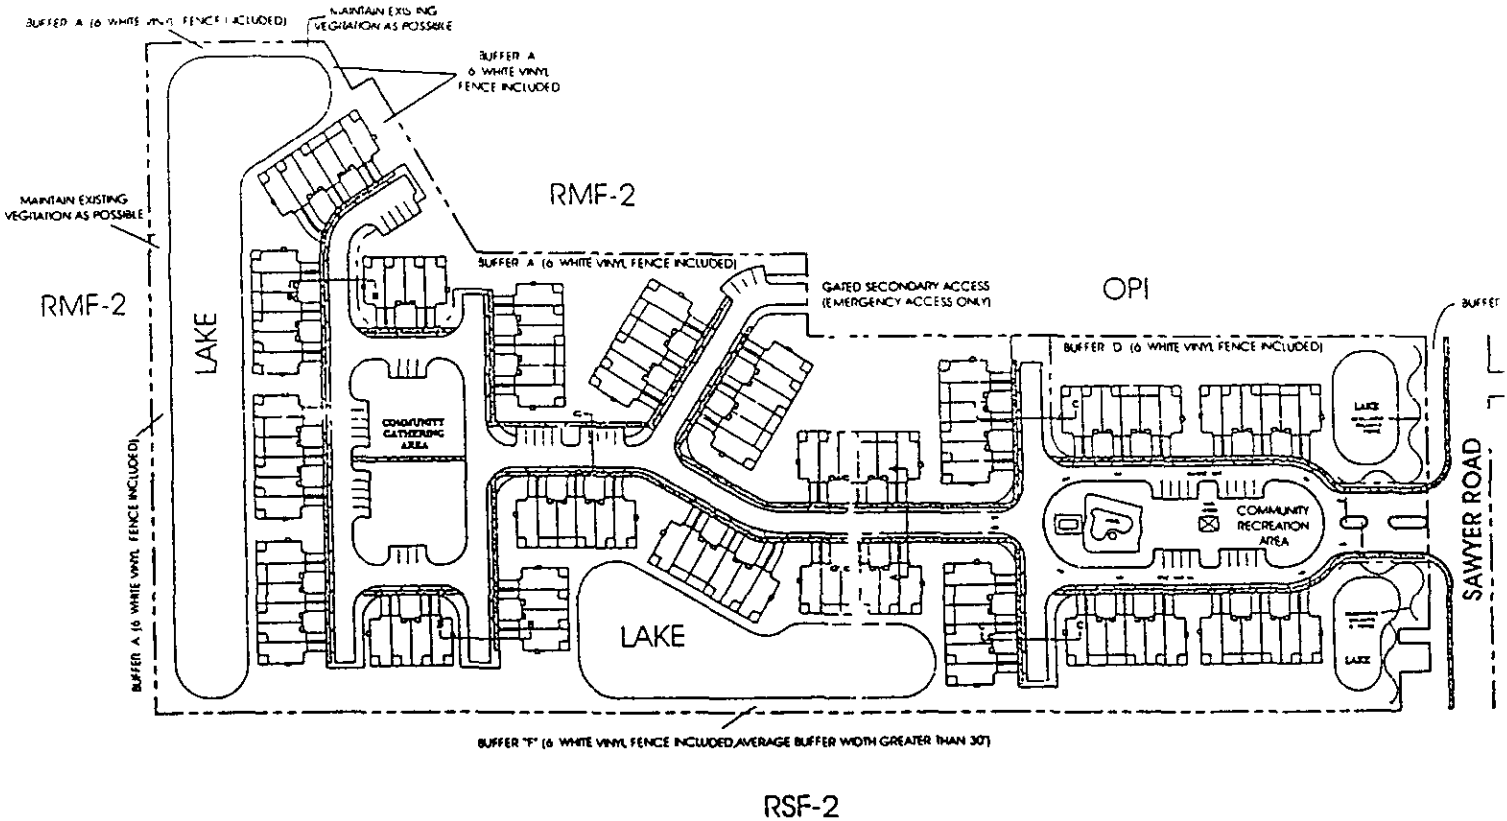 BUFFER A (6 WHITE VINYL FENCE INCLUDED)
MAINTAIN EXISTING
VEGITATION AS POSSIBLE
BUFFER A
6 WHITE VINYL
FENCE INCLUDED
MAINTAIN EXISTING
VEGITATION AS POSSIBLE
RMF-2
RMF-2
BUFFER A (6 WHITE VINYL FENCE INCLUDED)
GATED SECONDARY ACCESS
(EMERGENCY ACCESS ONLY)
OPI
BUFFER
LAKE
BUFFER D (6 WHITE VINYL FENCE INCLUDED)
LAKE
COMMUNITY
GATHERING
AREA
COMMUNITY
RECREATION
AREA
SAWYER ROAD
BUFFER A (6 WHITE VINYL FENCE INCLUDED)
LAKE
LAKE
BUFFER "F" (6 WHITE VINYL FENCE INCLUDED, AVERAGE BUFFER WIDTH GREATER THAN 30')
RSF-2